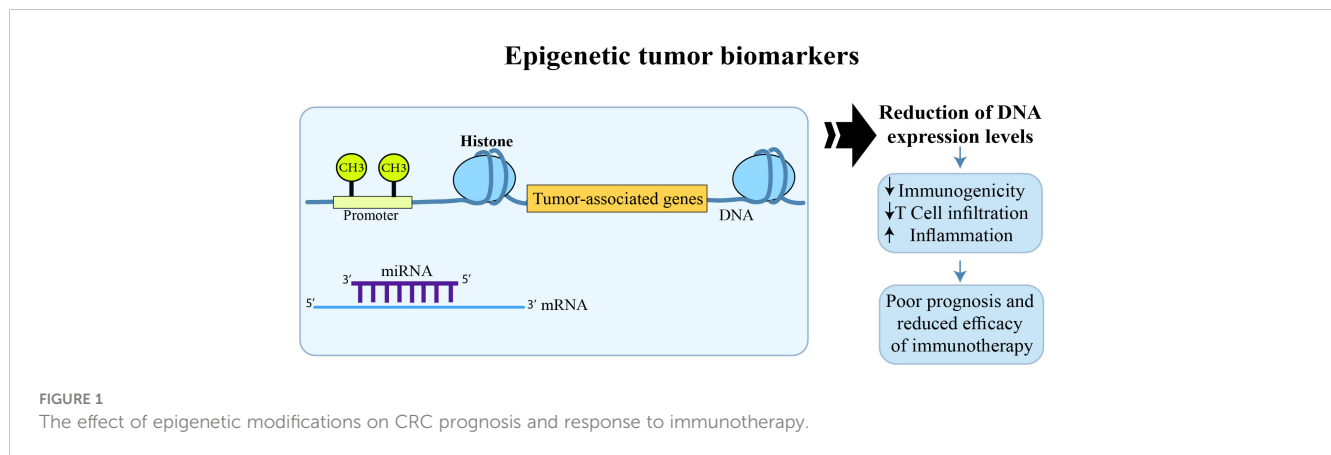 Epigenetic tumor biomarkers
CH3
CH3
Promoter
Histone
Tumor-associated genes
DNA
3′ miRNA 5′
5′ 3′ mRNA
Reduction of DNA
expression levels
↓ Immunogenicity
↓T Cell infiltration
↑ Inflammation
Poor prognosis and
reduced efficacy
of immunotherapy
FIGURE 1
The effect of epigenetic modifications on CRC prognosis and response to immunotherapy.